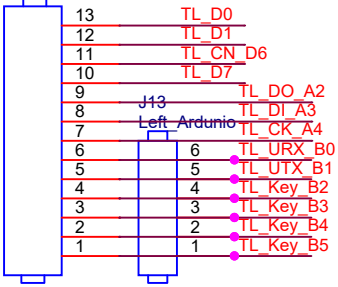 13 TL_D0
12 TL_D1
11 TL_CN_D6
10 TL_D7
9 TL_DO_A2
J13
8 TL_DI_A3
Left_Ardunio
7 TL_CK_A4
6 6 TL_URX_B0
5 5 TL_UTX_B1
4 4 TL_Key_B2
3 3 TL_Key_B3
2 2 TL_Key_B4
1 1 TL_Key_B5